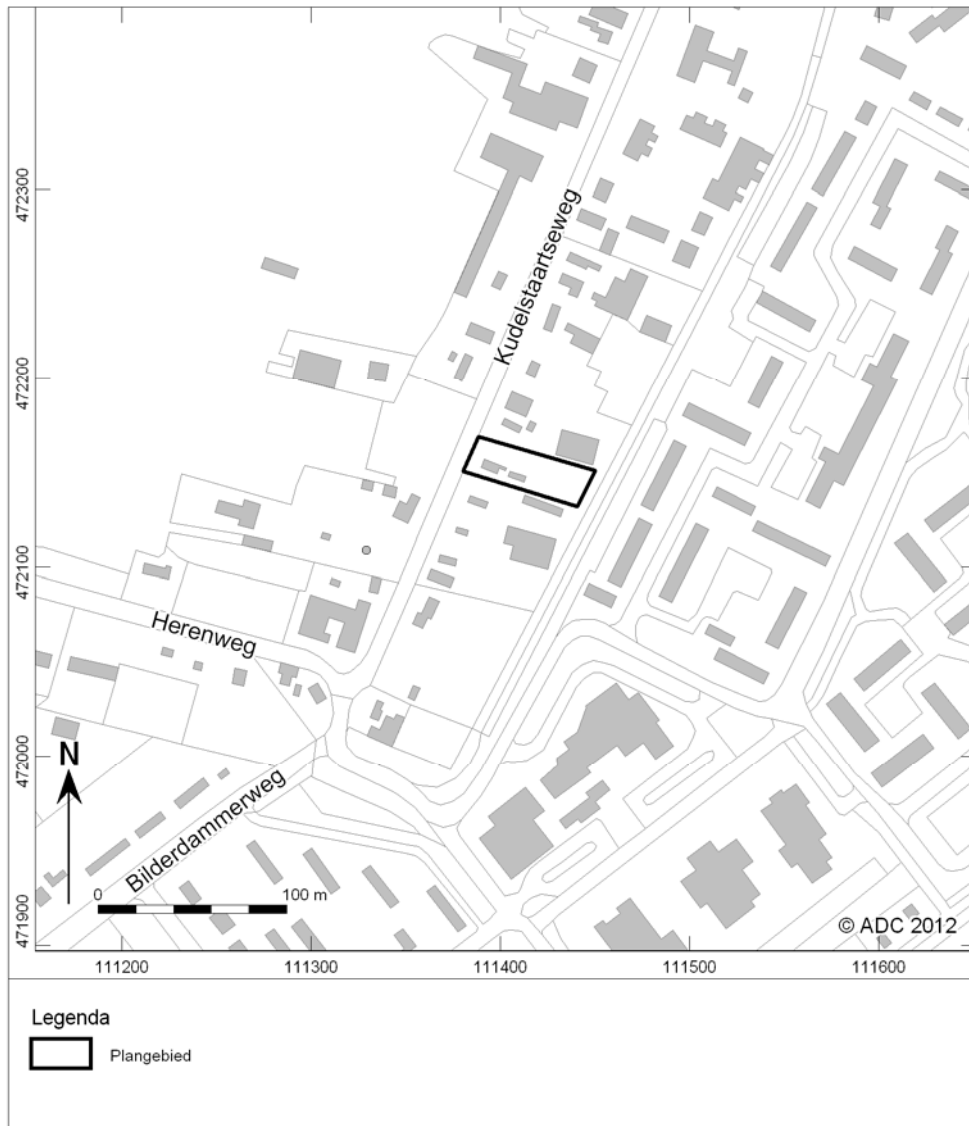 472300
472200
472100
472000
471900
Kudelstaartseweg
Herenweg
Bilderdammerweg
N
0 100 m
© ADC 2012
111200 111300 111400 111500 111600
Legenda
Plangebied